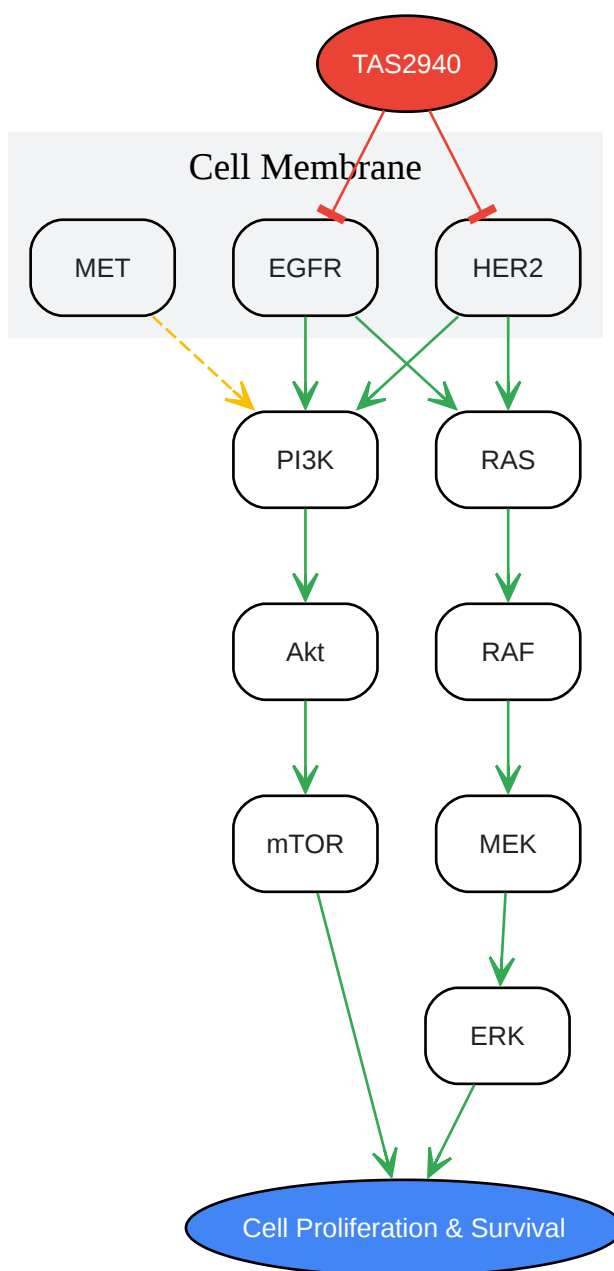 TAS2940
Cell Membrane
MET
EGFR
HER2
PI3K
RAS
Akt
RAF
mTOR
MEK
ERK
Cell Proliferation & Survival